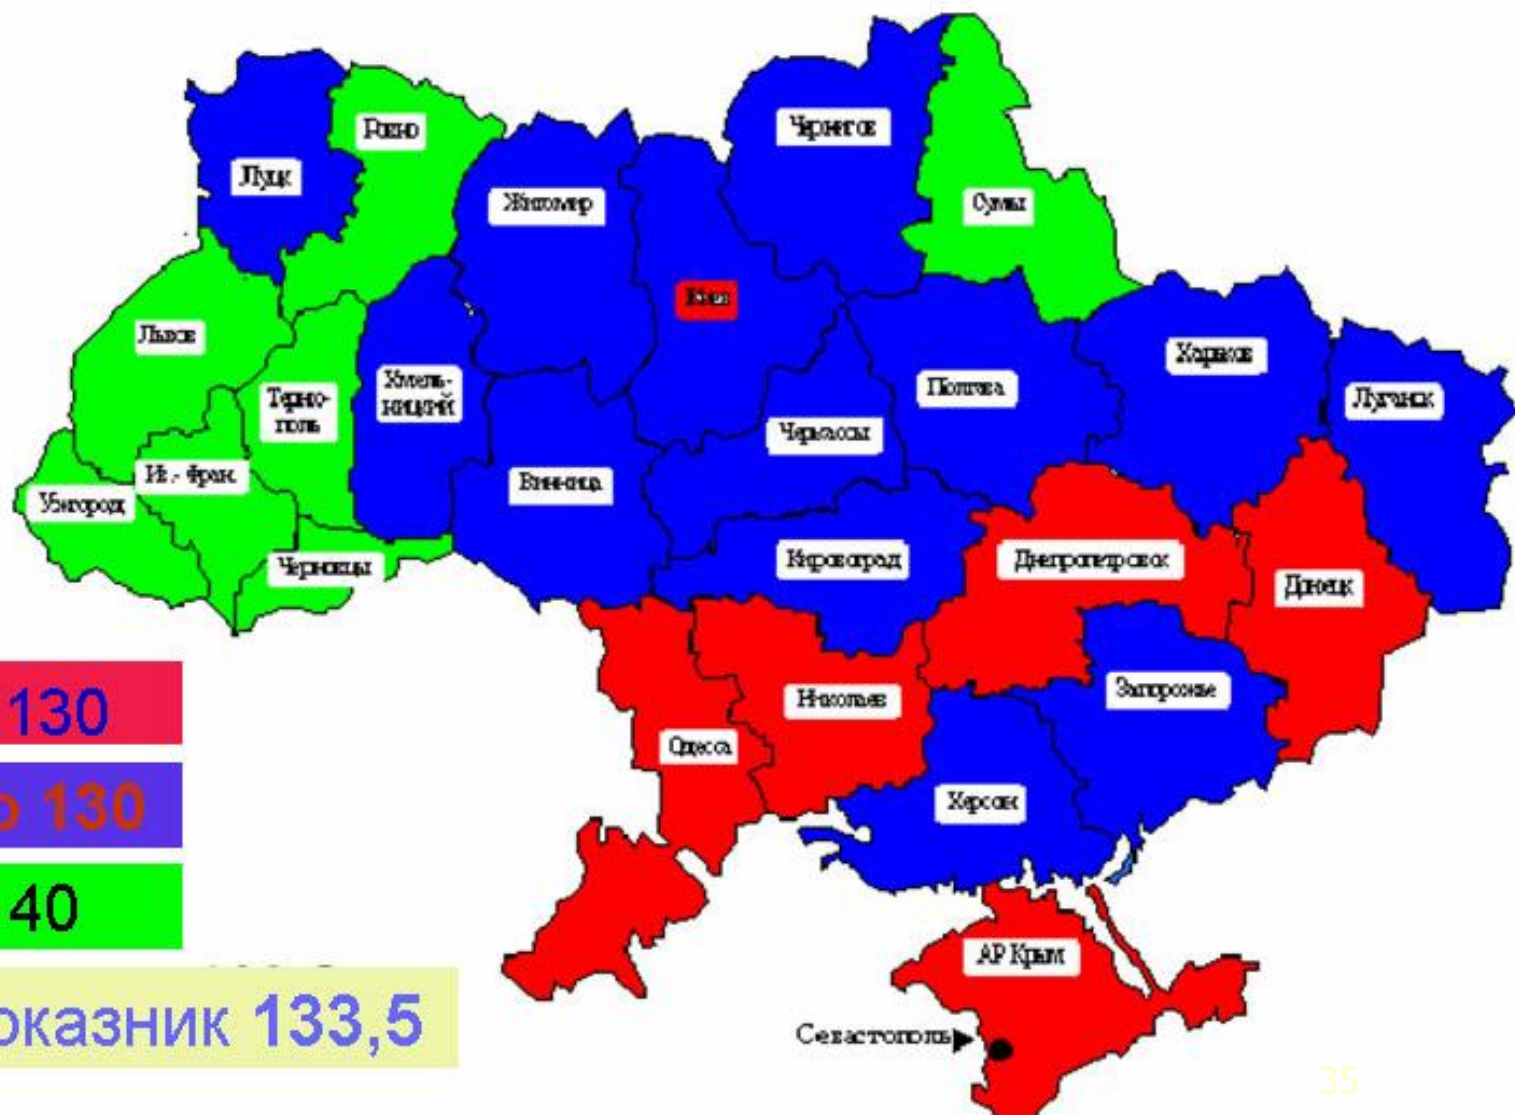 Чернигов
Ровно
Луцк
Житомир
Сумы
Киев
Львов
Харьков
Хмель-
ницкий
Полтава
Луганск
Терно-
поль
Черкассы
Ив.- Фран.
Винница
Ужгород
Черновцы
Кировоград
Днепропетровск
Донецк
130
Николаев
Запорожье
Одесса
о 130
Херсон
40
АР Крым
оказник 133,5
Севастополь
35